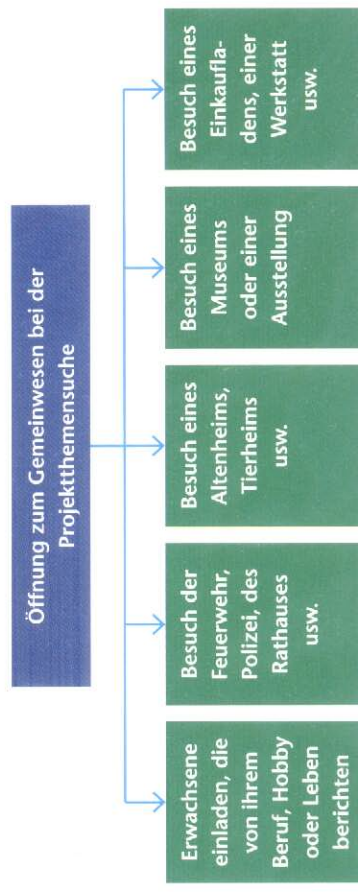 Öffnung zum Gemeinwesen bei der
Projektthemensuche
Erwachsene
einladen, die
von ihrem
Beruf, Hobby
oder Leben
berichten
Besuch der
Feuerwehr,
Polizei, des
Rathauses
usw.
Besuch eines
Altenheims,
Tierheims
usw.
Besuch eines
Museums
oder einer
Ausstellung
Besuch eines
Einkaufla-
dens, einer
Werkstatt
usw.